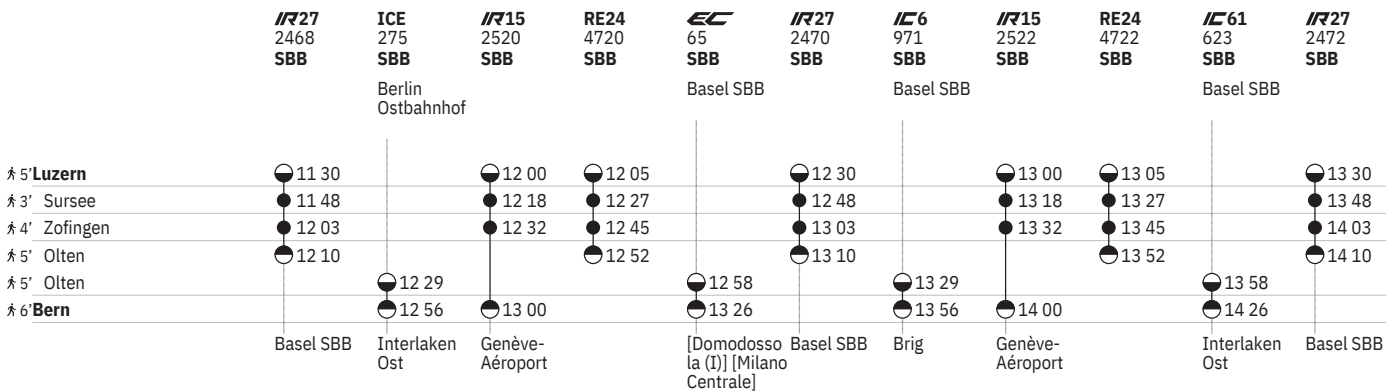 IR27 ICE IR15 RE24 EC IR27 IC6 IR15 RE24 IC61 IR27
2468 275 2520 4720 65 2470 971 2522 4722 623 2472
SBB SBB SBB SBB SBB SBB SBB SBB SBB SBB SBB
Berlin Basel SBB Basel SBB Basel SBB
Ostbahnhof
5' Luzern 11 30 12 00 12 05 12 30 13 00 13 05 13 30
3' Sursee 11 48 12 18 12 27 12 48 13 18 13 27 13 48
4' Zofingen 12 03 12 32 12 45 13 03 13 32 13 45 14 03
5' Olten 12 10 12 52 13 10 13 52 14 10
5' Olten 12 29 12 58 13 29 13 58
6' Bern 12 56 13 00 13 26 13 56 14 00 14 26
Basel SBB Interlaken Genève- [Domodosso Basel SBB Brig Genève- Interlaken Basel SBB
Ost Aéroport la (I)] [Milano Aéroport Ost
Centrale]